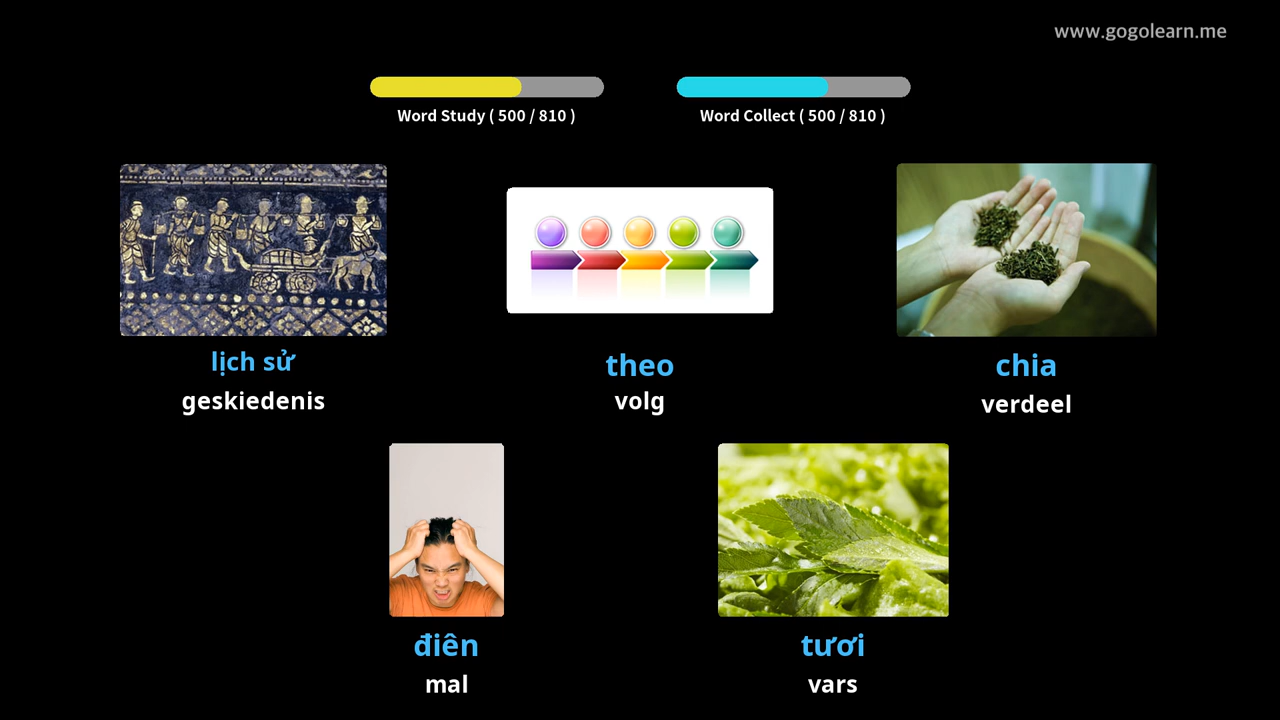 www.gogolearn.me
Word Study ( 500 / 810 )
Word Collect ( 500 / 810 )
lịch sử
geskiedenis
theo
volg
chia
verdeel
điên
mal
tươi
vars